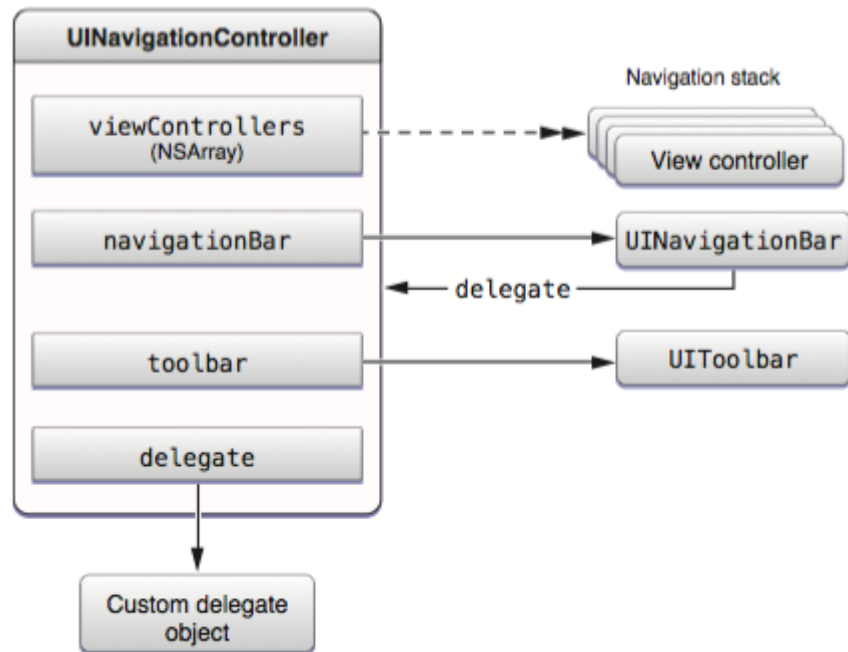 UINavigationController
Navigation stack
viewControllers
(NSArray)
View controller
navigationBar
UINavigationBar
delegate
toolbar
UIToolbar
delegate
Custom delegate
object